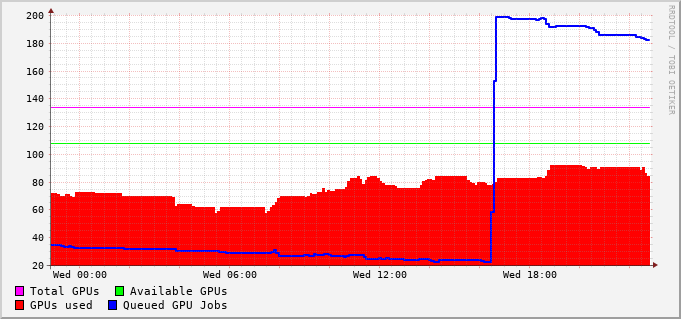 200
180
160
140
120
100
80
60
40
20
Wed 00:00 Wed 06:00 Wed 12:00 Wed 18:00
Total GPUs Available GPUs
GPUs used Queued GPU Jobs
RRDTOOL / TOBI OETIKER